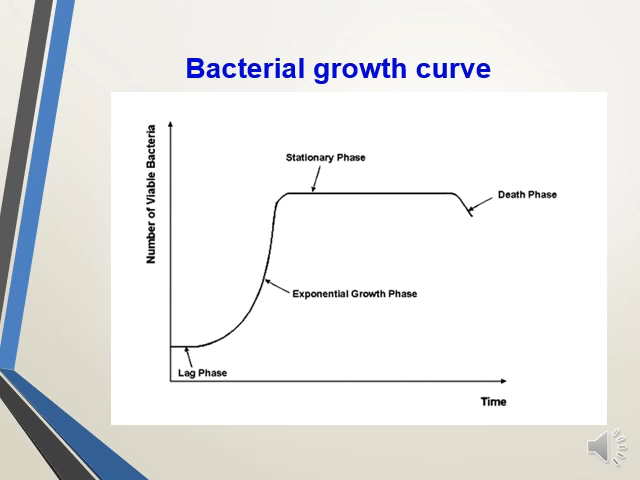 Bacterial growth curve
Number of Viable Bacteria
Stationary Phase
Death Phase
Exponential Growth Phase
Lag Phase
Time